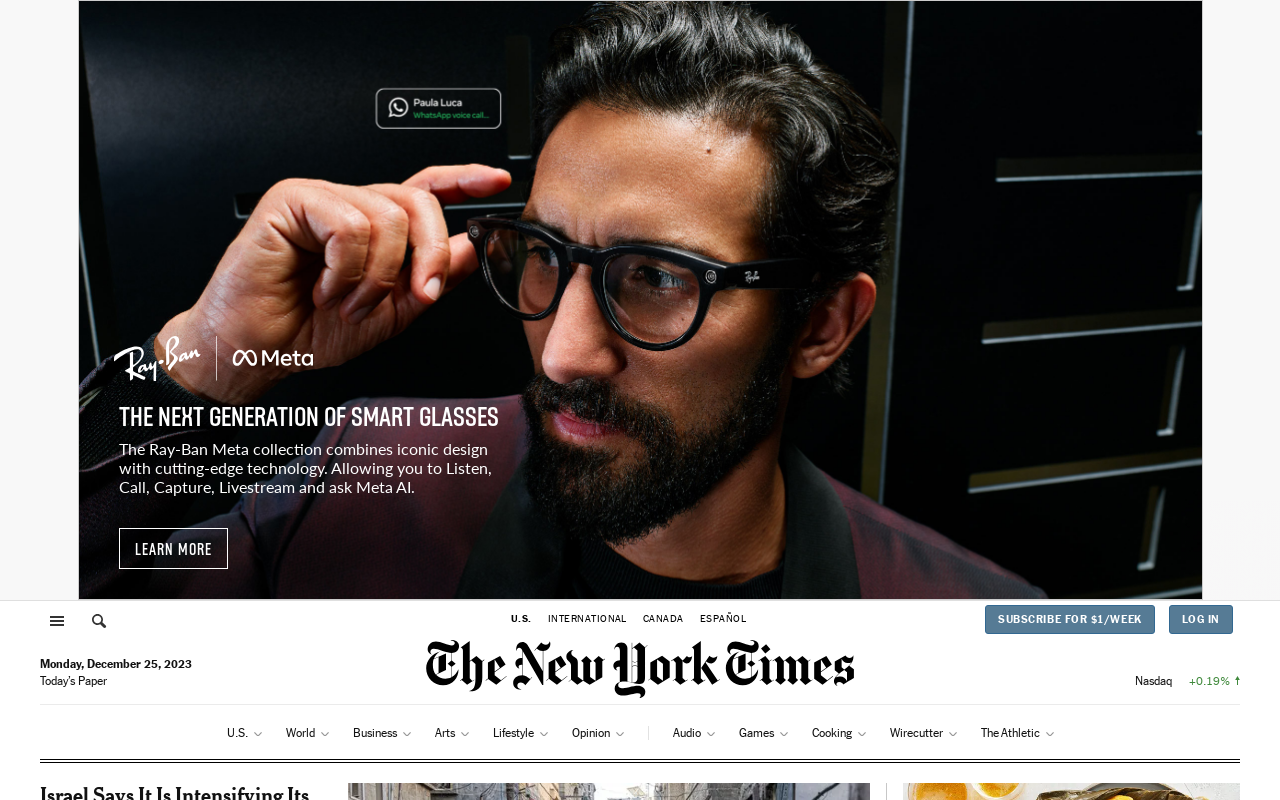 Paula Luca
WhatsApp voice call...
Ray-Ban
Ray-Ban | Meta
THE NEXT GENERATION OF SMART GLASSES
The Ray-Ban Meta collection combines iconic design
with cutting-edge technology. Allowing you to Listen,
Call, Capture, Livestream and ask Meta AI.
LEARN MORE
U.S. INTERNATIONAL CANADA ESPAÑOL
SUBSCRIBE FOR $1/WEEK LOG IN
Monday, December 25, 2023
Today's Paper
The New York Times
Nasdaq +0.19%
U.S. World Business Arts Lifestyle Opinion Audio Games Cooking Wirecutter The Athletic
Israel Says It Is Intensifying Its